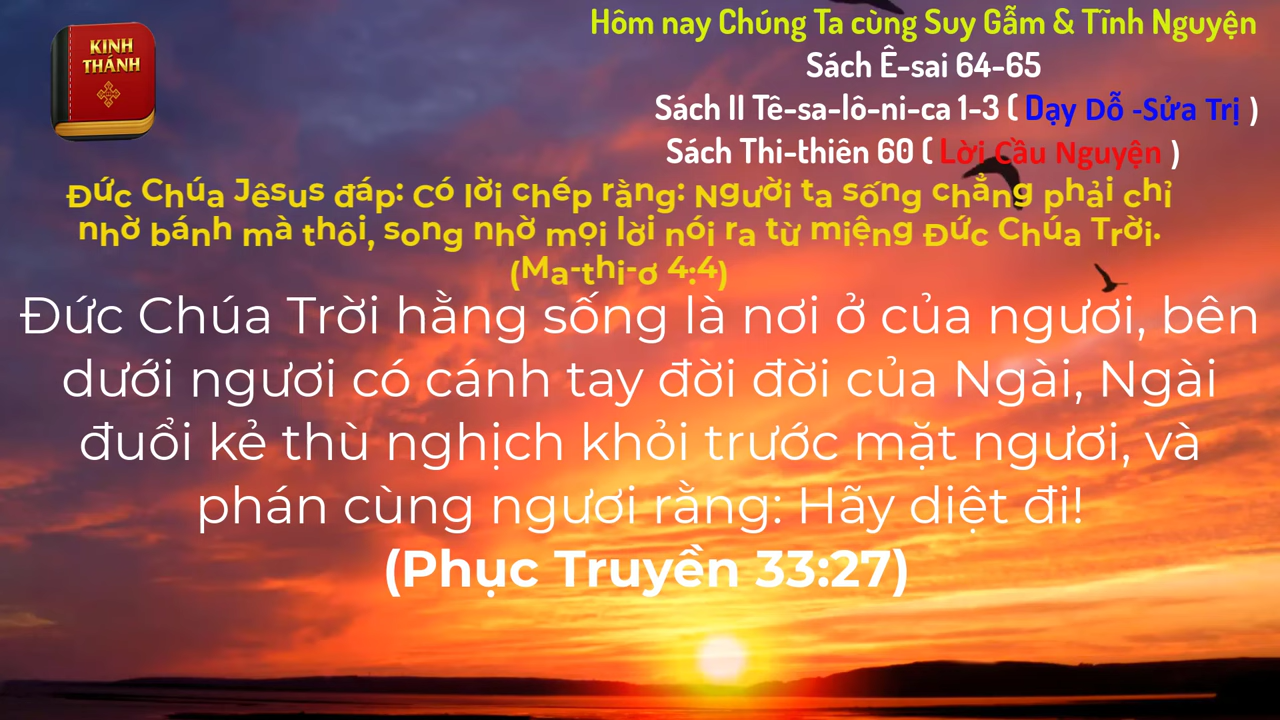 KINH
THÁNH
Hôm nay Chúng Ta cùng Suy Gẫm & Tĩnh Nguyện
Sách Ê-sai 64-65
Sách II Tê-sa-lô-ni-ca 1-3 ( Dạy Dỗ -Sửa Trị )
Sách Thi-thiên 60 ( Lời Cầu Nguyện )
Đức Chúa Jêsus đáp: Có lời chép rằng: Người ta sống chẳng phải chỉ
nhờ bánh mà thôi, song nhờ mọi lời nói ra từ miệng Đức Chúa Trời.
(Ma-thi-ơ 4:4)
Đức Chúa Trời hằng sống là nơi ở của ngươi, bên
dưới ngươi có cánh tay đời đời của Ngài, Ngài
đuổi kẻ thù nghịch khỏi trước mặt ngươi, và
phán cùng ngươi rằng: Hãy diệt đi!
(Phục Truyền 33:27)